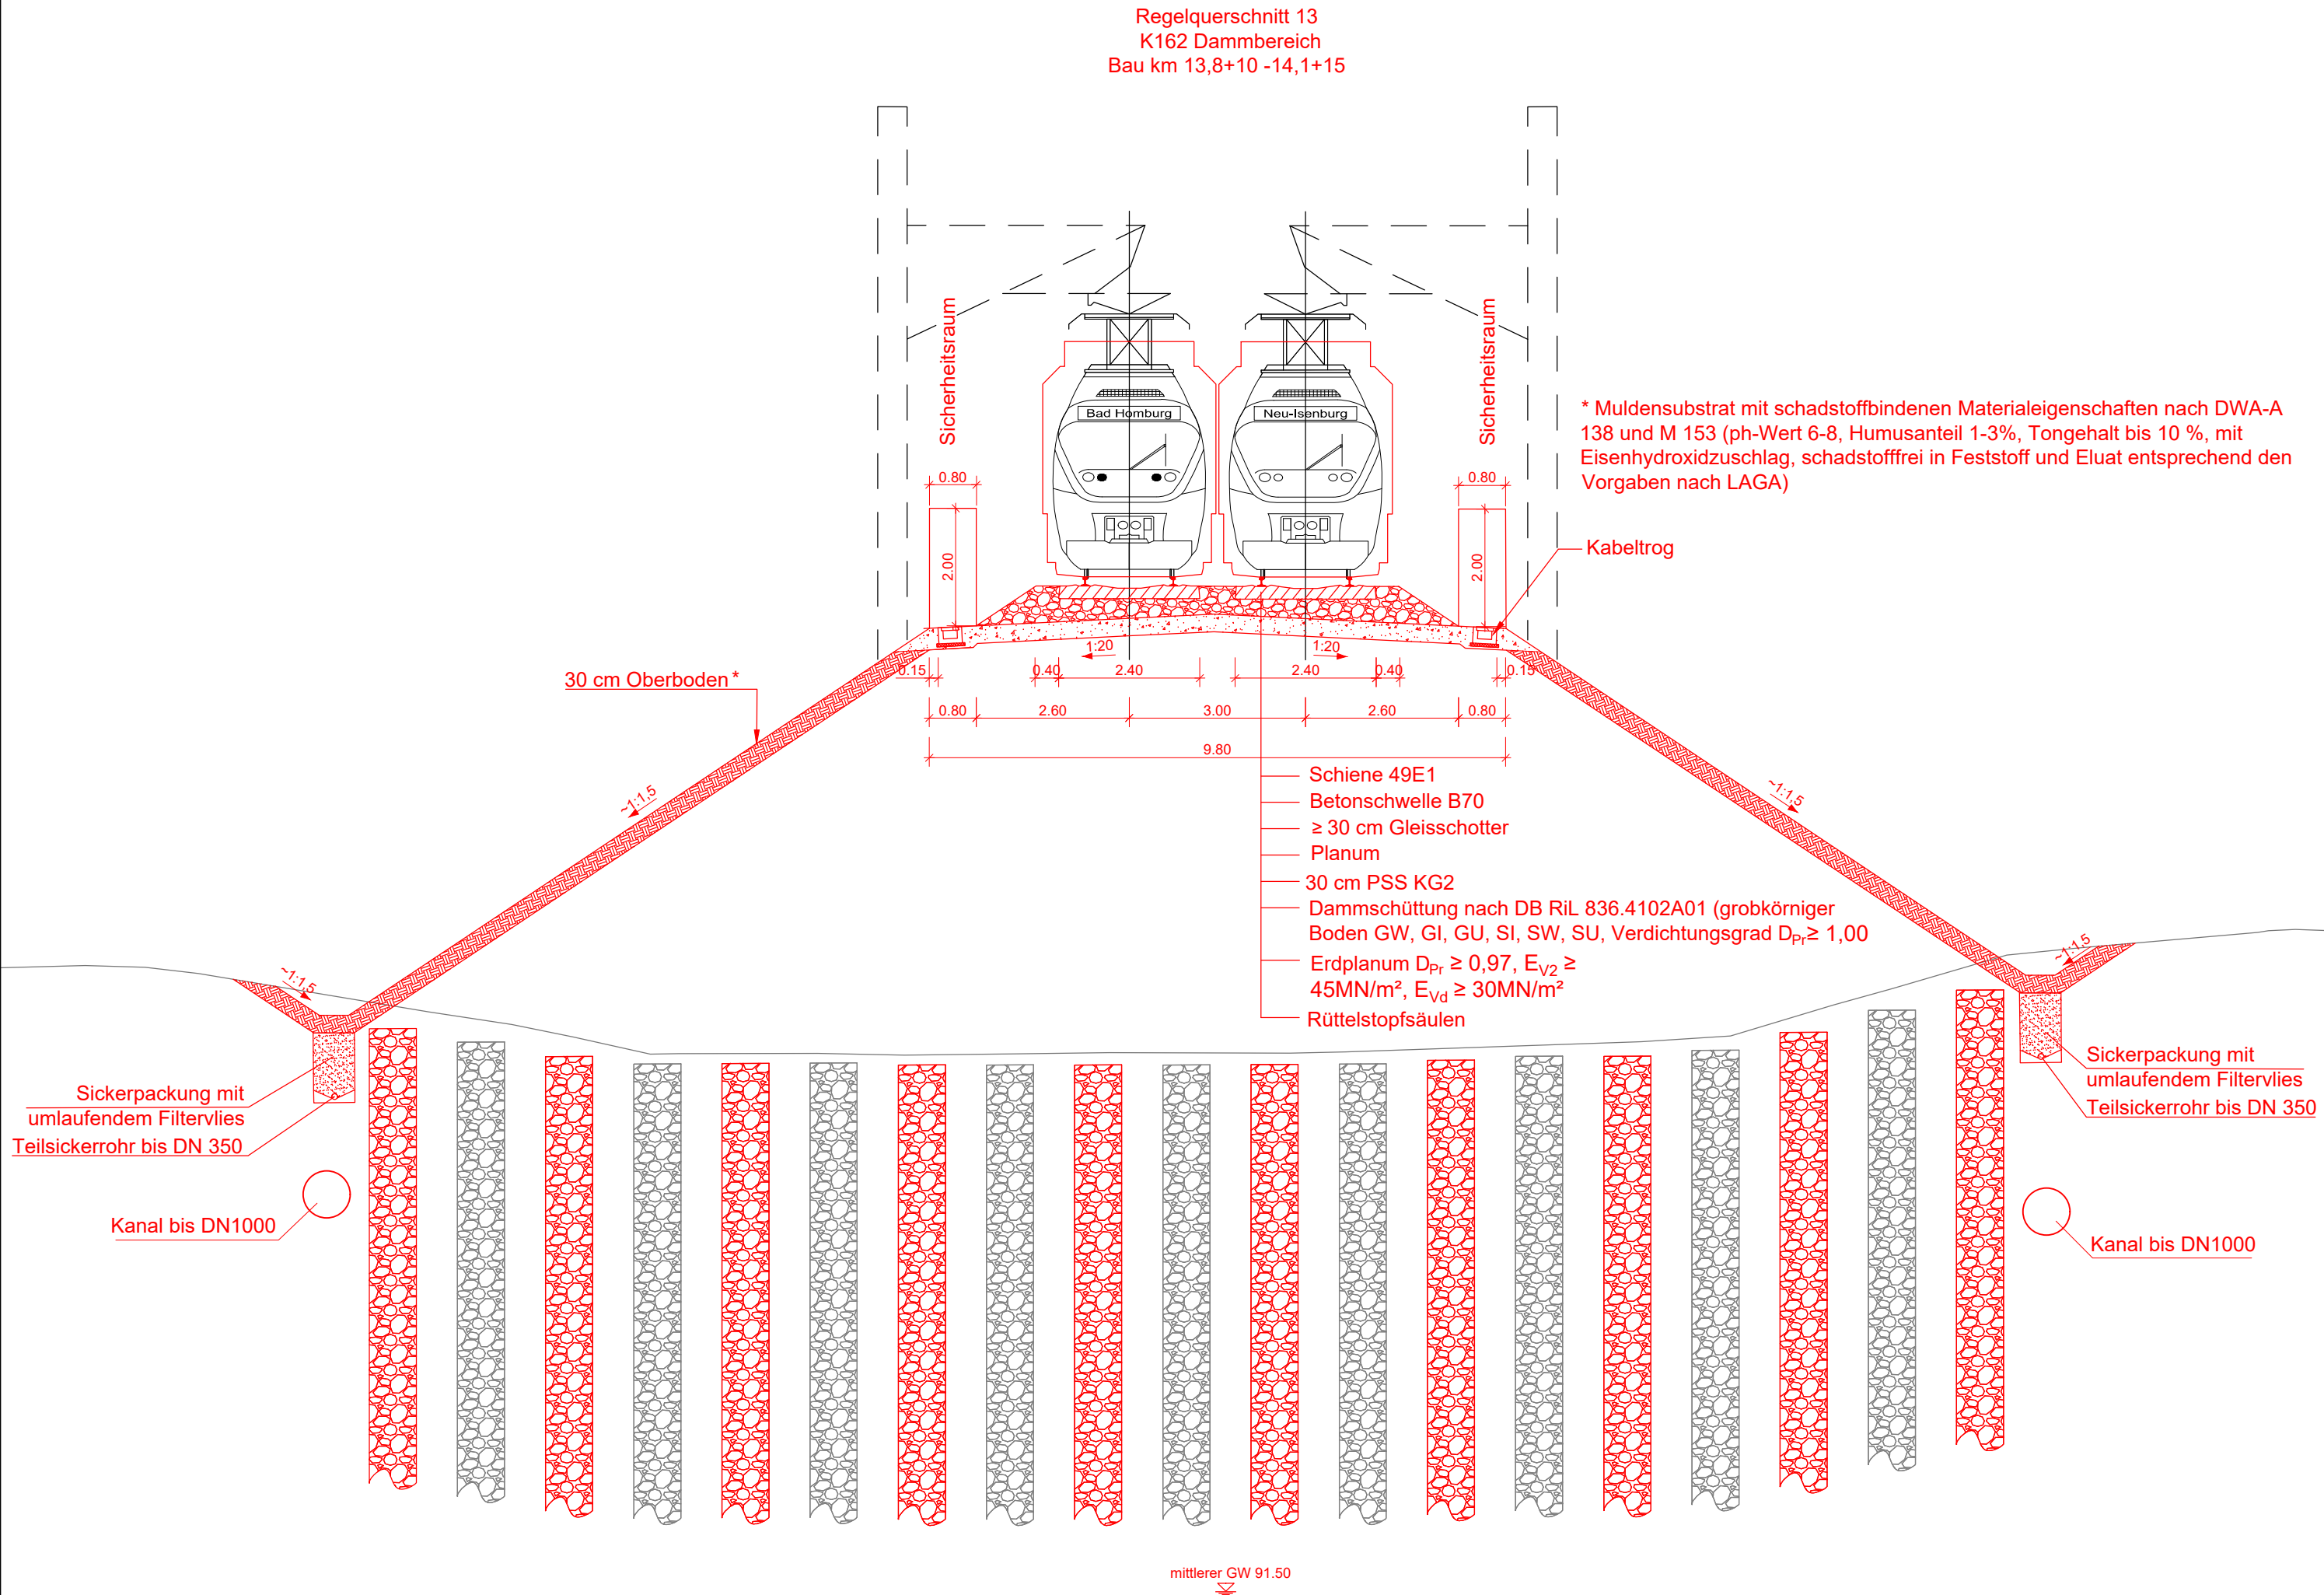 Regelquerschnitt 13
K162 Dammbereich
Bau km 13,8+10 -14,1+15
Sicherheitsraum
Sicherheitsraum
Bad Homburg
Neu-Isenburg
* Muldensubstrat mit schadstoffbindenen Materialeigenschaften nach DWA-A
138 und M 153 (ph-Wert 6-8, Humusanteil 1-3%, Tongehalt bis 10 %, mit
Eisenhydroxidzuschlag, schadstofffrei in Feststoff und Eluat entsprechend den
Vorgaben nach LAGA)
0.80
0.80
2.00
2.00
Kabeltrog
1:20
1:20
30 cm Oberboden *
0.15
0.40
2.40
2.40
0.40
0.15
0.80
2.60
3.00
2.60
0.80
9.80
~1:1,5
~1:1,5
Schiene 49E1
Betonschwelle B70
≥ 30 cm Gleisschotter
Planum
30 cm PSS KG2
Dammschüttung nach DB RiL 836.4102A01 (grobkörniger
Boden GW, GI, GU, SI, SW, SU, Verdichtungsgrad DPr≥ 1,00
Erdplanum DPr ≥ 0,97, EV2 ≥
45MN/m², EVd ≥ 30MN/m²
Rüttelstopfsäulen
~1:1,5
~1:1,5
Sickerpackung mit
umlaufendem Filtervlies
Teilsickerrohr bis DN 350
Kanal bis DN1000
Sickerpackung mit
umlaufendem Filtervlies
Teilsickerrohr bis DN 350
Kanal bis DN1000
mittlerer GW 91.50